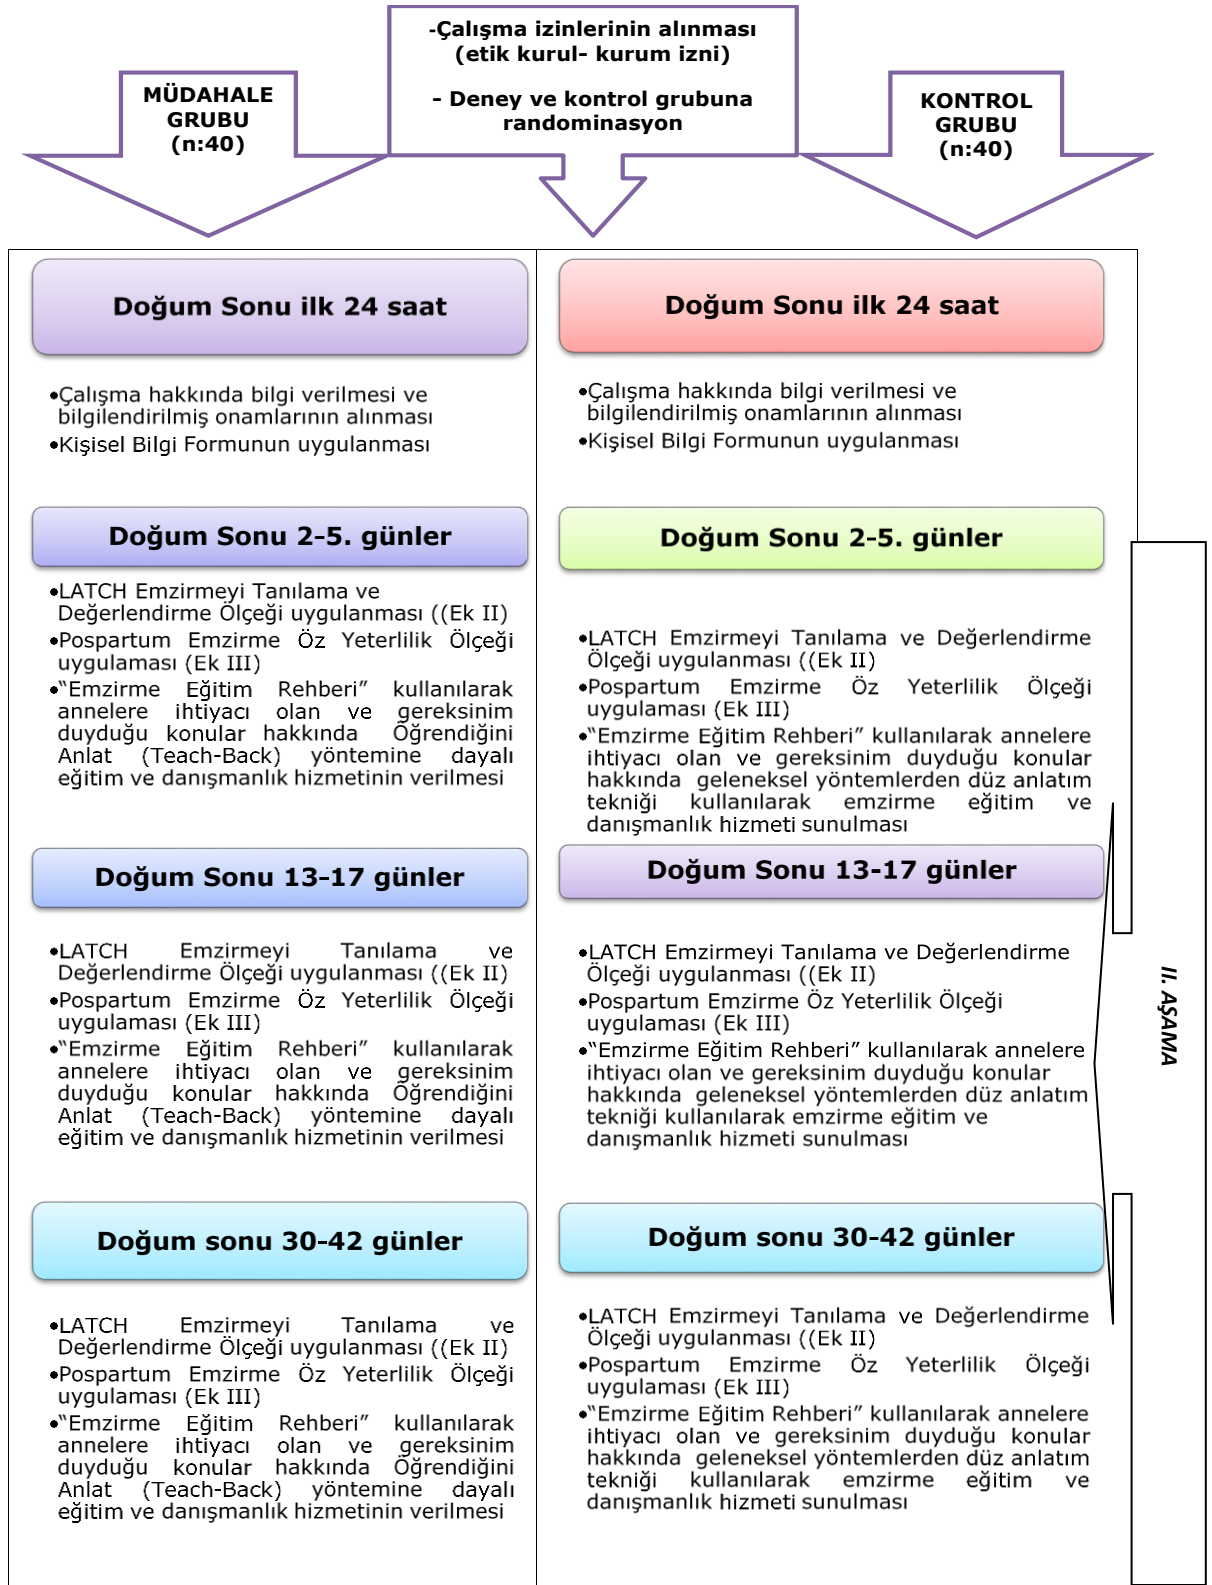 -Çalışma izinlerinin alınması
(etik kurul- kurum izni)
- Deney ve kontrol grubuna
randominasyon
MÜDAHALE
GRUBU
(n:40)
KONTROL
GRUBU
(n:40)
Doğum Sonu ilk 24 saat
•Çalışma hakkında bilgi verilmesi ve
bilgilendirilmiş onamlarının alınması
•Kişisel Bilgi Formunun uygulanması
Doğum Sonu 2-5. günler
•LATCH Emzirmeyi Tanılama ve
Değerlendirme Ölçeği uygulanması ((Ek II)
•Pospartum Emzirme Öz Yeterlilik Ölçeği
uygulaması (Ek III)
•“Emzirme Eğitim Rehberi” kullanılarak
annelere ihtiyacı olan ve gereksinim
duyduğu konular hakkında Öğrendiğini
Anlat (Teach-Back) yöntemine dayalı
eğitim ve danışmanlık hizmetinin verilmesi
Doğum Sonu 13-17 günler
•LATCH Emzirmeyi Tanılama ve
Değerlendirme Ölçeği uygulanması ((Ek II)
•Pospartum Emzirme Öz Yeterlilik Ölçeği
uygulaması (Ek III)
•“Emzirme Eğitim Rehberi” kullanılarak
annelere ihtiyacı olan ve gereksinim
duyduğu konular hakkında Öğrendiğini
Anlat (Teach-Back) yöntemine dayalı
eğitim ve danışmanlık hizmetinin verilmesi
Doğum sonu 30-42 günler
•LATCH Emzirmeyi Tanılama ve
Değerlendirme Ölçeği uygulanması ((Ek II)
•Pospartum Emzirme Öz Yeterlilik Ölçeği
uygulaması (Ek III)
•“Emzirme Eğitim Rehberi” kullanılarak
annelere ihtiyacı olan ve gereksinim
duyduğu konular hakkında Öğrendiğini
Anlat (Teach-Back) yöntemine dayalı
eğitim ve danışmanlık hizmetinin verilmesi
Doğum Sonu ilk 24 saat
•Çalışma hakkında bilgi verilmesi ve
bilgilendirilmiş onamlarının alınması
•Kişisel Bilgi Formunun uygulanması
Doğum Sonu 2-5. günler
•LATCH Emzirmeyi Tanılama ve Değerlendirme
Ölçeği uygulanması ((Ek II)
•Pospartum Emzirme Öz Yeterlilik Ölçeği
uygulaması (Ek III)
•“Emzirme Eğitim Rehberi” kullanılarak annelere
ihtiyacı olan ve gereksinim duyduğu konular
hakkında geleneksel yöntemlerden düz anlatım
tekniği kullanılarak emzirme eğitim ve
danışmanlık hizmeti sunulması
Doğum Sonu 13-17 günler
•LATCH Emzirmeyi Tanılama ve Değerlendirme
Ölçeği uygulanması ((Ek II)
•Pospartum Emzirme Öz Yeterlilik Ölçeği
uygulaması (Ek III)
•“Emzirme Eğitim Rehberi” kullanılarak annelere
ihtiyacı olan ve gereksinim duyduğu konular
hakkında geleneksel yöntemlerden düz anlatım
tekniği kullanılarak emzirme eğitim ve
danışmanlık hizmeti sunulması
Doğum sonu 30-42 günler
•LATCH Emzirmeyi Tanılama ve Değerlendirme
Ölçeği uygulanması ((Ek II)
•Pospartum Emzirme Öz Yeterlilik Ölçeği
uygulaması (Ek III)
•“Emzirme Eğitim Rehberi” kullanılarak annelere
ihtiyacı olan ve gereksinim duyduğu konular
hakkında geleneksel yöntemlerden düz anlatım
tekniği kullanılarak emzirme eğitim ve
danışmanlık hizmeti sunulması
II. AŞAMA